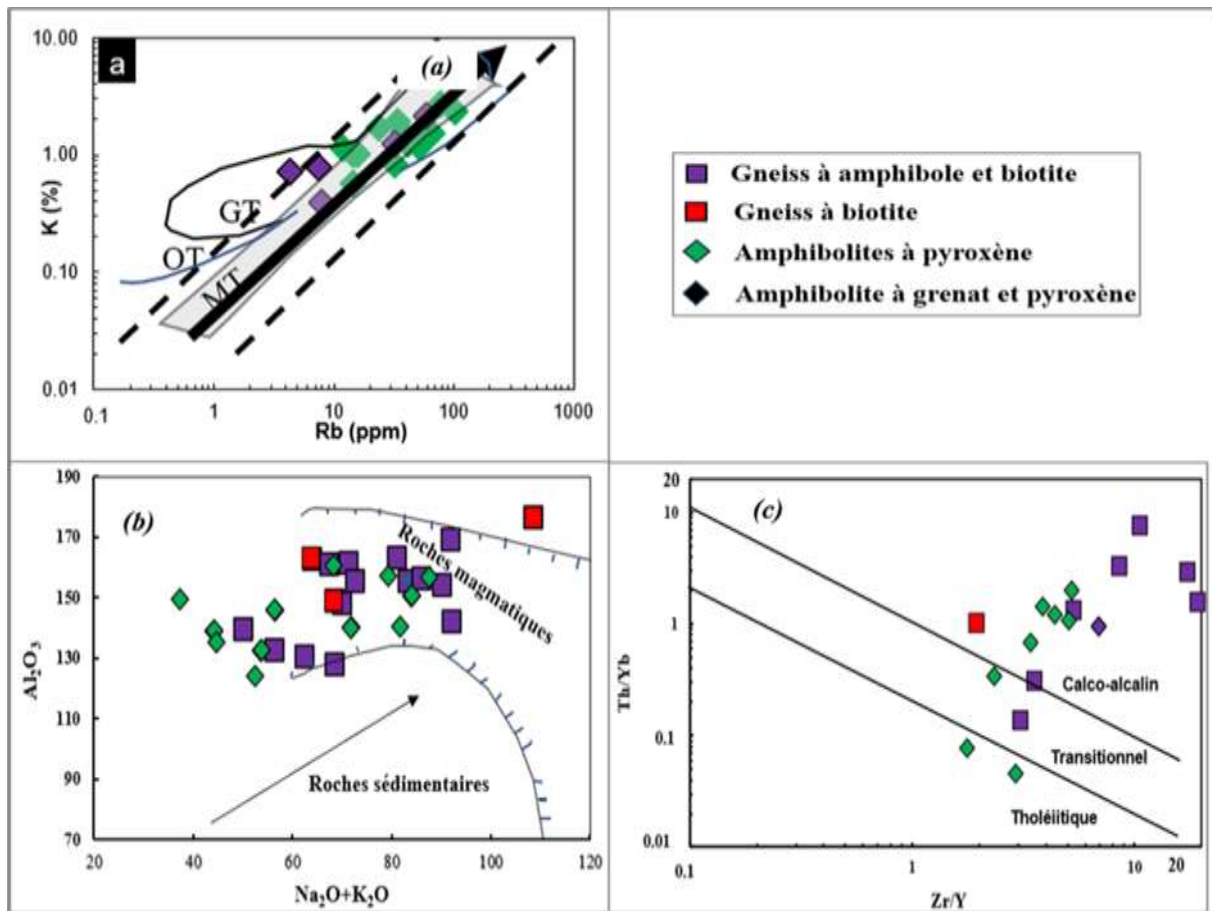 a
(a)
10.00
1.00
0.10
0.01
K (%)
GT
OT
MT
0.1
1
10
100
1000
Rb (ppm)
Gneiss à amphibole et biotite
Gneiss à biotite
Amphibolites à pyroxène
Amphibolite à grenat et pyroxène
(b)
190
170
150
130
110
90
70
Al₂O₃
Roches magmatiques
Roches sédimentaires
20
40
60
80
100
120
Na₂O+K₂O
(c)
20
10
1
0.1
0.01
Th/Yb
Calco-alcalin
Transitionnel
Tholéiitique
0.1
1
10
20
Zr/Y